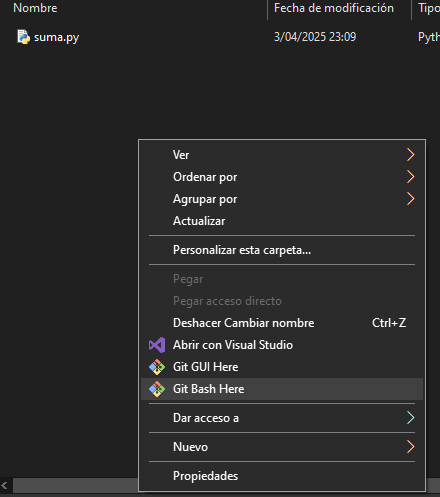 Nombre Fecha de modificación Tipo
suma.py 3/04/2025 23:09 Pyth
Ver
Ordenar por
Agrupar por
Actualizar
Personalizar esta carpeta...
Pegar
Pegar acceso directo
Deshacer Cambiar nombre Ctrl+Z
Abrir con Visual Studio
Git GUI Here
Git Bash Here
Dar acceso a
Nuevo
Propiedades